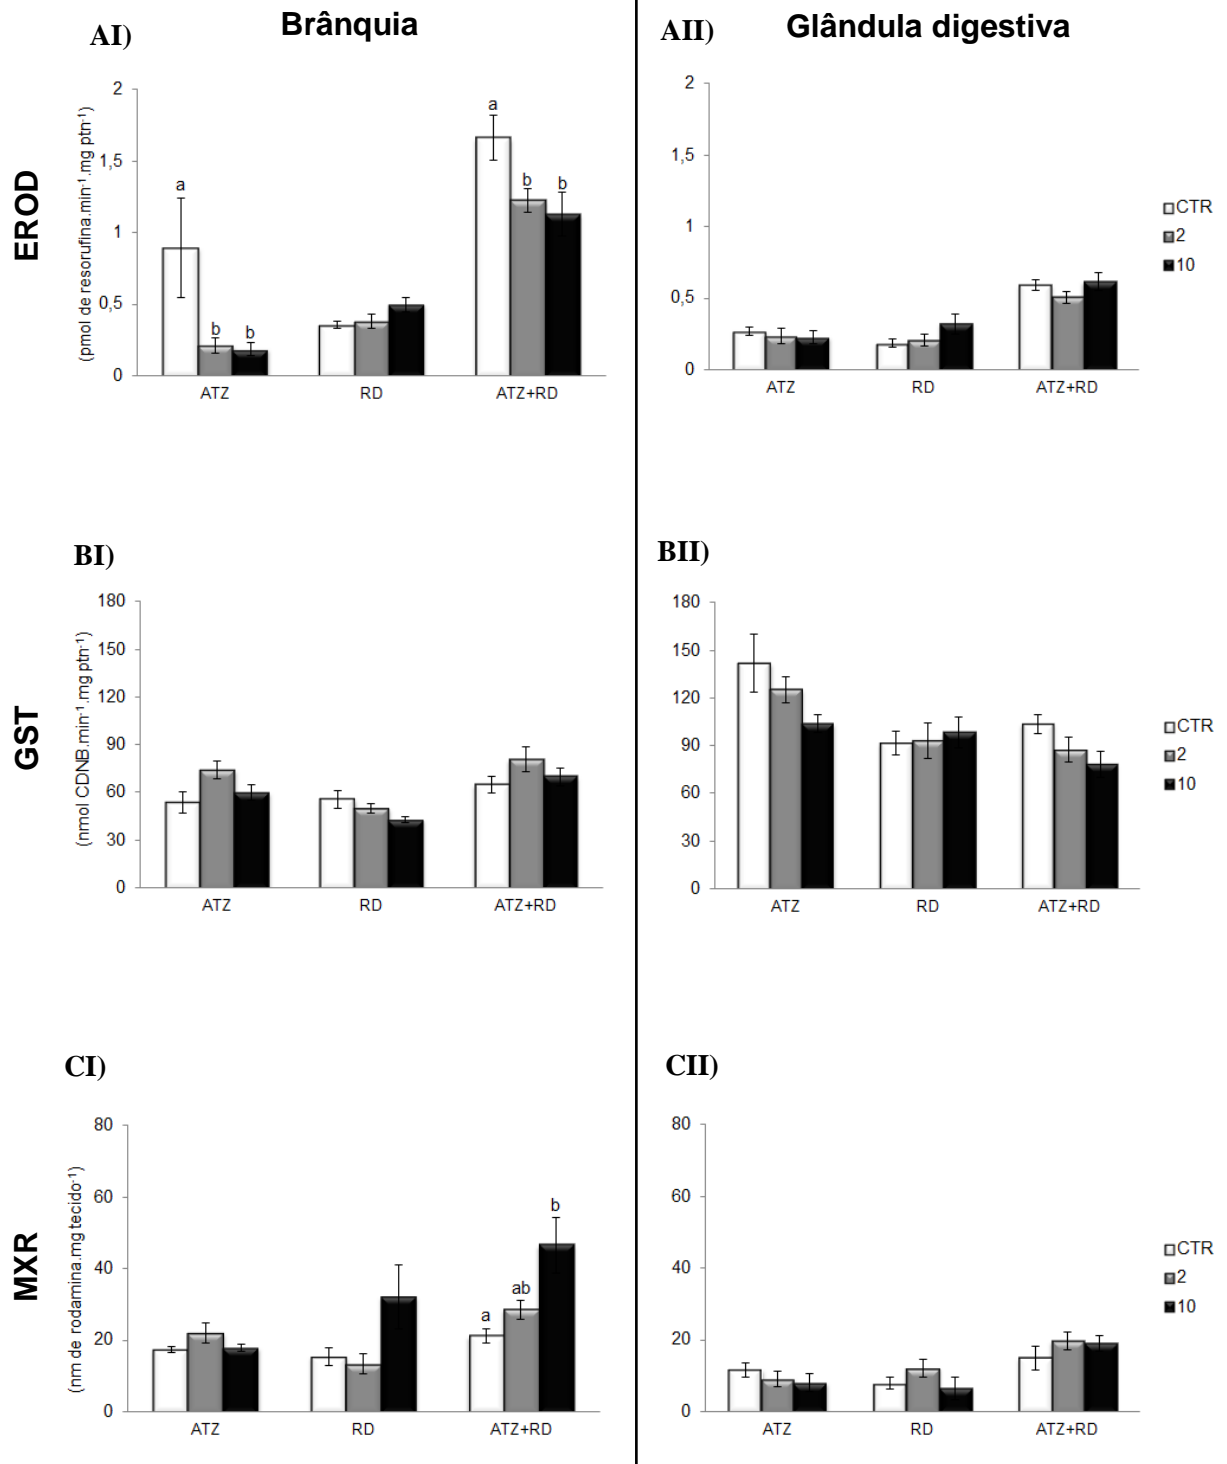 Brânquia
Glândula digestiva
AI)
AII)
EROD
(pmol de resorufina.min⁻¹.mg ptn⁻¹)
2
1,5
1
0,5
0
a
b
b
a
b
b
ATZ
RD
ATZ+RD
2
1,5
1
0,5
0
ATZ
RD
ATZ+RD
CTR
2
10
BI)
BII)
GST
(nmol CDNB.min⁻¹.mg ptn⁻¹)
180
150
120
90
60
30
0
ATZ
RD
ATZ+RD
180
150
120
90
60
30
0
ATZ
RD
ATZ+RD
CTR
2
10
CI)
CII)
MXR
(nm de rodamina.mg tecido⁻¹)
80
60
40
20
0
a
ab
b
ATZ
RD
ATZ+RD
80
60
40
20
0
ATZ
RD
ATZ+RD
CTR
2
10